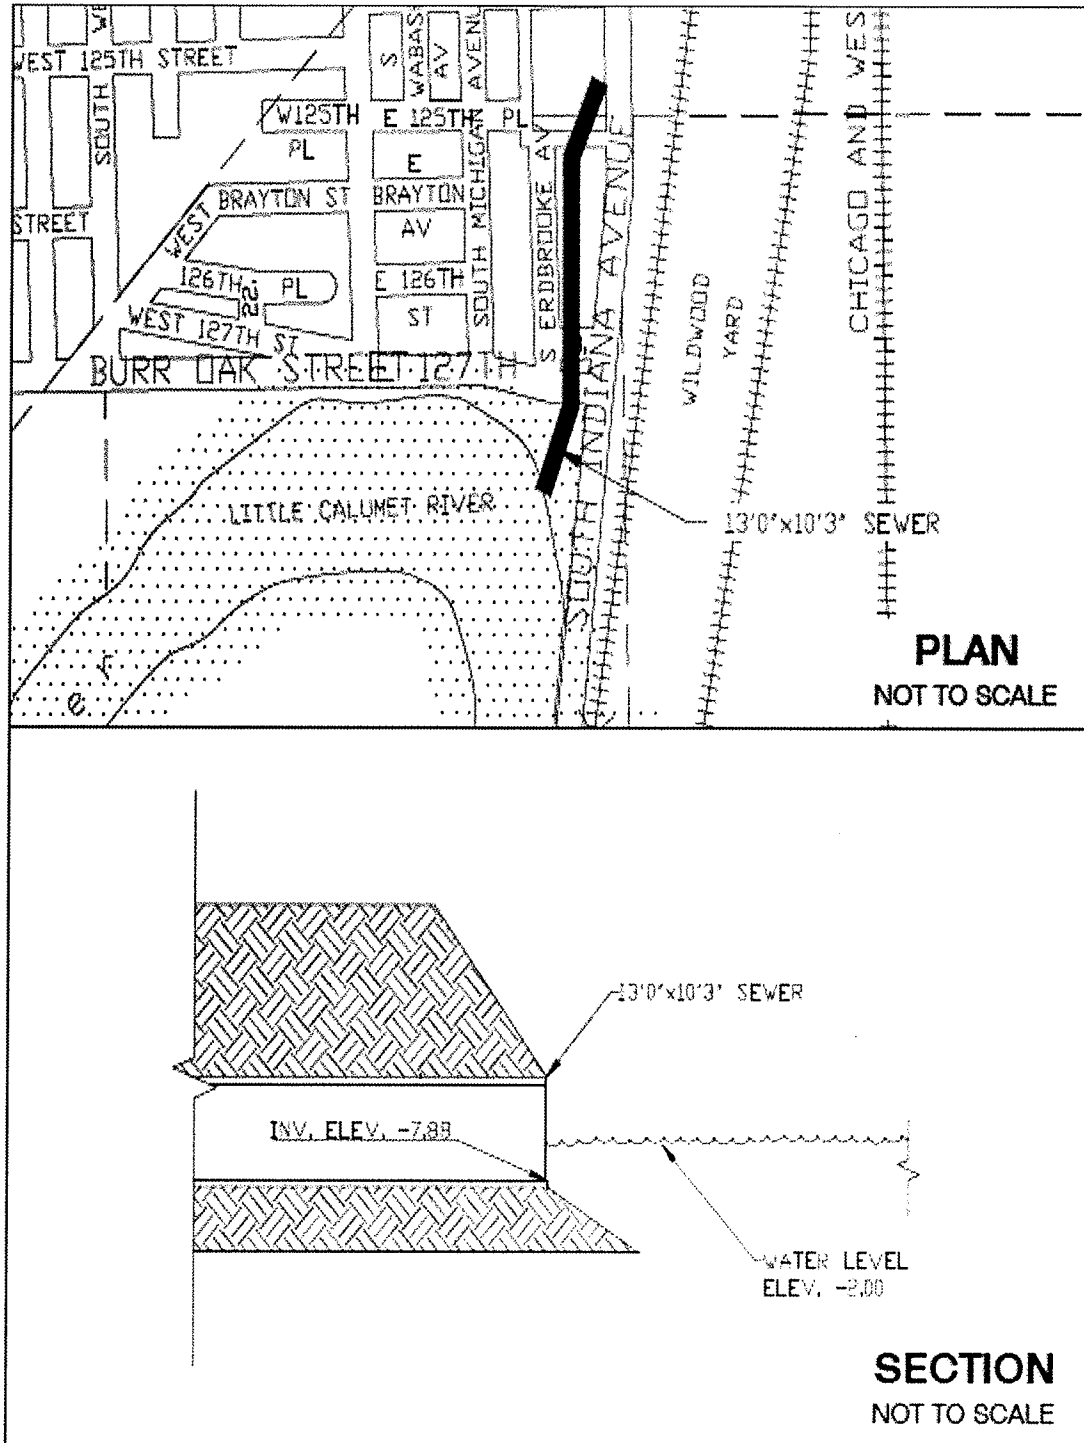 WEST 125TH STREET
SOUTH
WE
S
WABASH
AV
SOUTH MICHIGAN AVENUE
W125TH
PL
E 125TH PL
E
BRAYTON
AV
WEST BRAYTON ST
STREET
126TH
PL
E 126TH
ST
WEST 127TH ST
S ERDBROOKE AV
BURR OAK STREET 127TH
SOUTH INDIANA AVENUE
WILDWOOD
YARD
CHICAGO AND WES
LITTLE CALUMET RIVER
e r
13'0"x10'3" SEWER
PLAN
NOT TO SCALE
13'0"x10'3" SEWER
INV. ELEV. -7.88
WATER LEVEL
ELEV. -2.00
SECTION
NOT TO SCALE